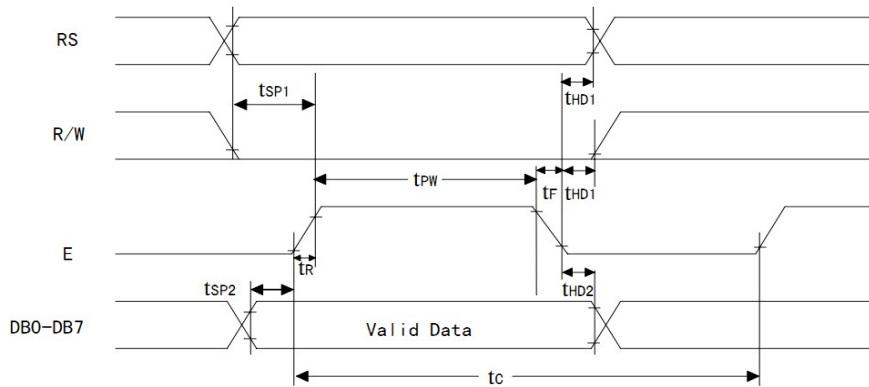 RS
tSP1
tHD1
R/W
tPW
tF
tHD1
E
tR
tSP2
tHD2
DB0-DB7
Valid Data
tC